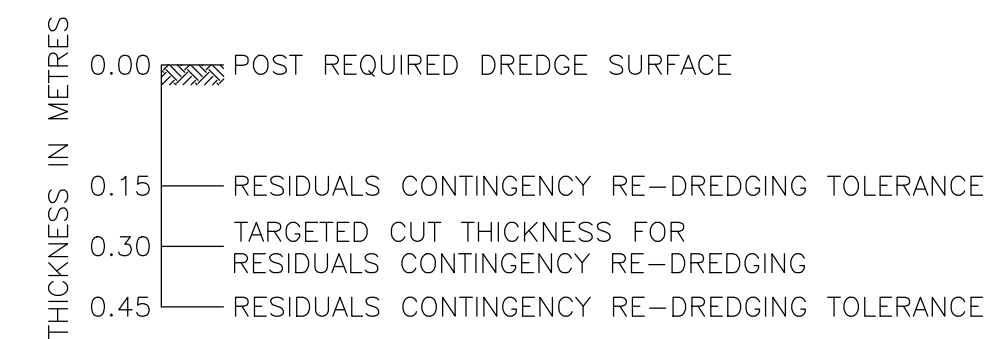 THICKNESS IN METRES
0.00 POST REQUIRED DREDGE SURFACE
0.15 RESIDUALS CONTINGENCY RE-DREDGING TOLERANCE
0.30 TARGETED CUT THICKNESS FOR
RESIDUALS CONTINGENCY RE-DREDGING
0.45 RESIDUALS CONTINGENCY RE-DREDGING TOLERANCE